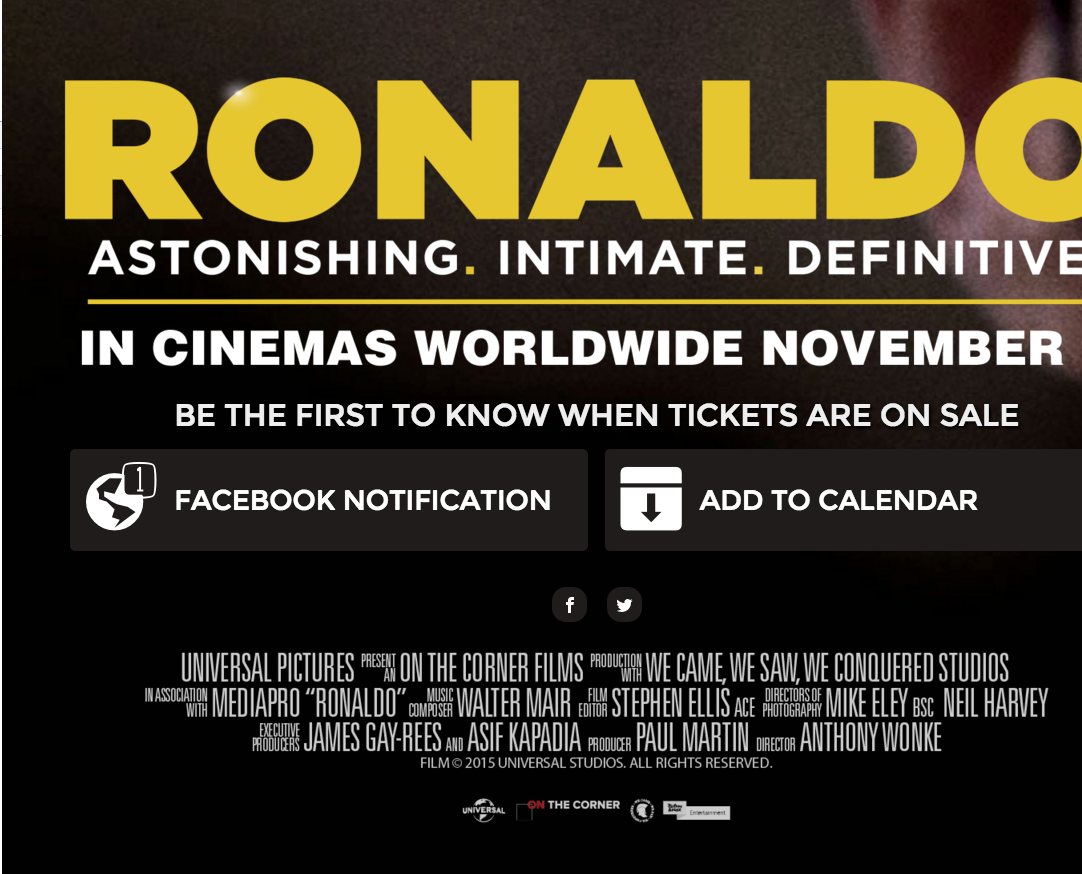 RONALDO
ASTONISHING. INTIMATE. DEFINITIVE
IN CINEMAS WORLDWIDE NOVEMBER
BE THE FIRST TO KNOW WHEN TICKETS ARE ON SALE
1
FACEBOOK NOTIFICATION
ADD TO CALENDAR
UNIVERSAL PICTURES PRESENT AN ON THE CORNER FILMS PRODUCTION WITH WE CAME, WE SAW, WE CONQUERED STUDIOS
IN ASSOCIATION WITH MEDIAPRO “RONALDO” MUSIC COMPOSER WALTER MAIR FILM EDITOR STEPHEN ELLIS ACE DIRECTORS OF PHOTOGRAPHY MIKE ELEY BSC NEIL HARVEY
EXECUTIVE PRODUCERS JAMES GAY-REES AND ASIF KAPADIA PRODUCER PAUL MARTIN DIRECTOR ANTHONY WONKE
FILM © 2015 UNIVERSAL STUDIOS. ALL RIGHTS RESERVED.
UNIVERSAL ON THE CORNER Entertainment